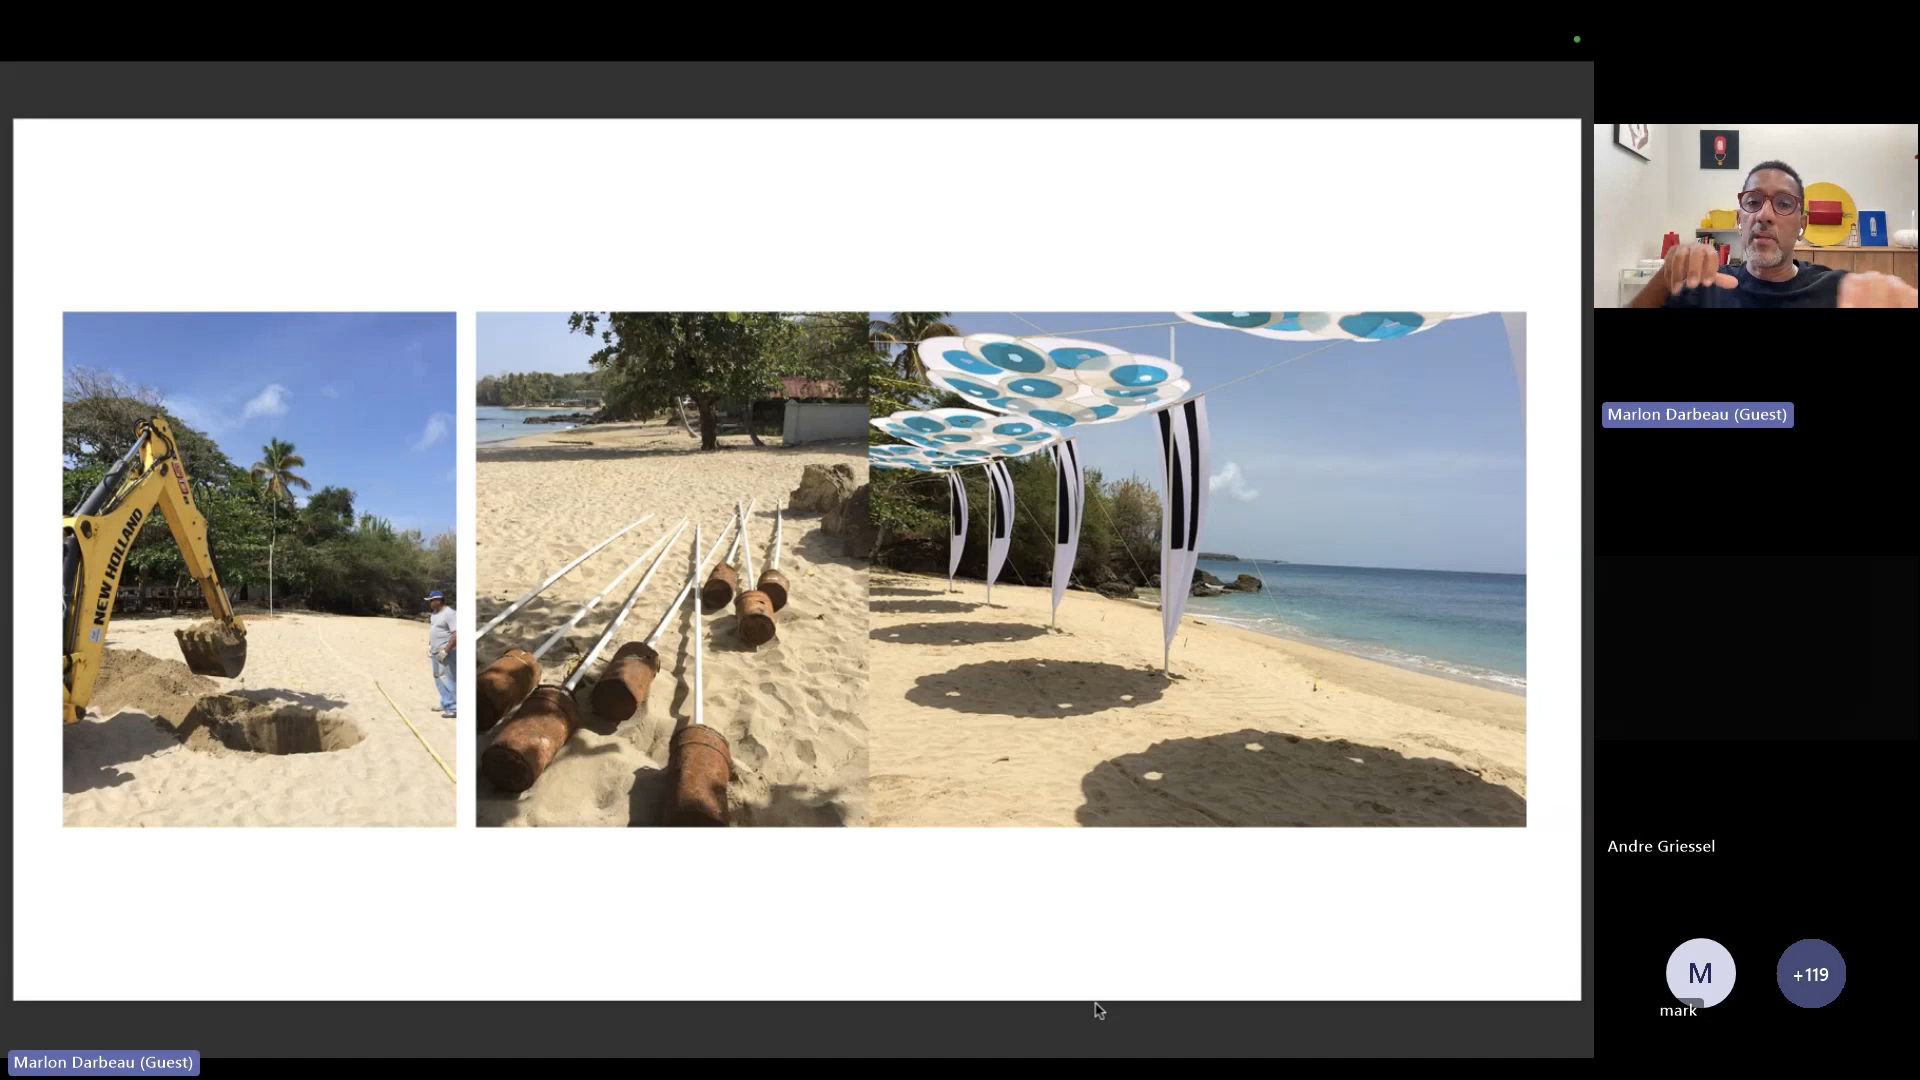 NEW HOLLAND
Marlon Darbeau (Guest)
Andre Griessel
M
+119
mark
Marlon Darbeau (Guest)